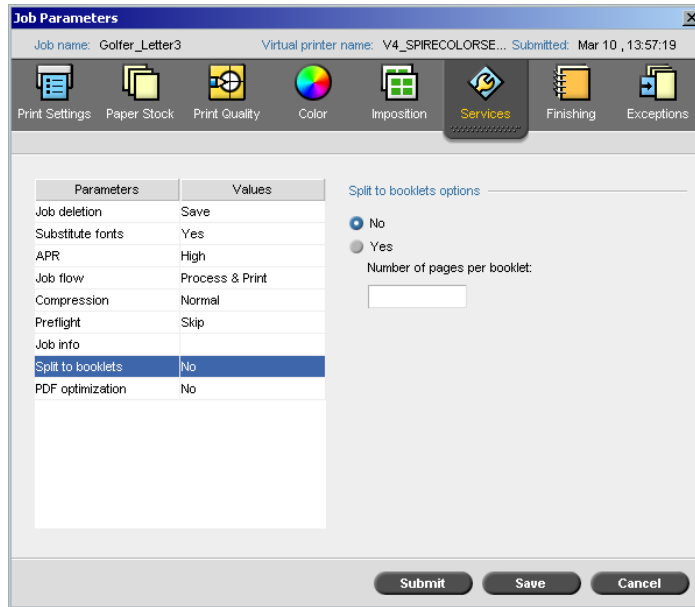 Job Parameters
Job name: Golfer_Letter3 Virtual printer name: V4_SPIRECOLORSE... Submitted: Mar 10 , 13:57:19
Print Settings Paper Stock Print Quality Color Imposition Services Finishing Exceptions
Parameters Values
Job deletion Save
Substitute fonts Yes
APR High
Job flow Process & Print
Compression Normal
Preflight Skip
Job info
Split to booklets No
PDF optimization No
Split to booklets options
No
Yes
Number of pages per booklet:
Submit Save Cancel